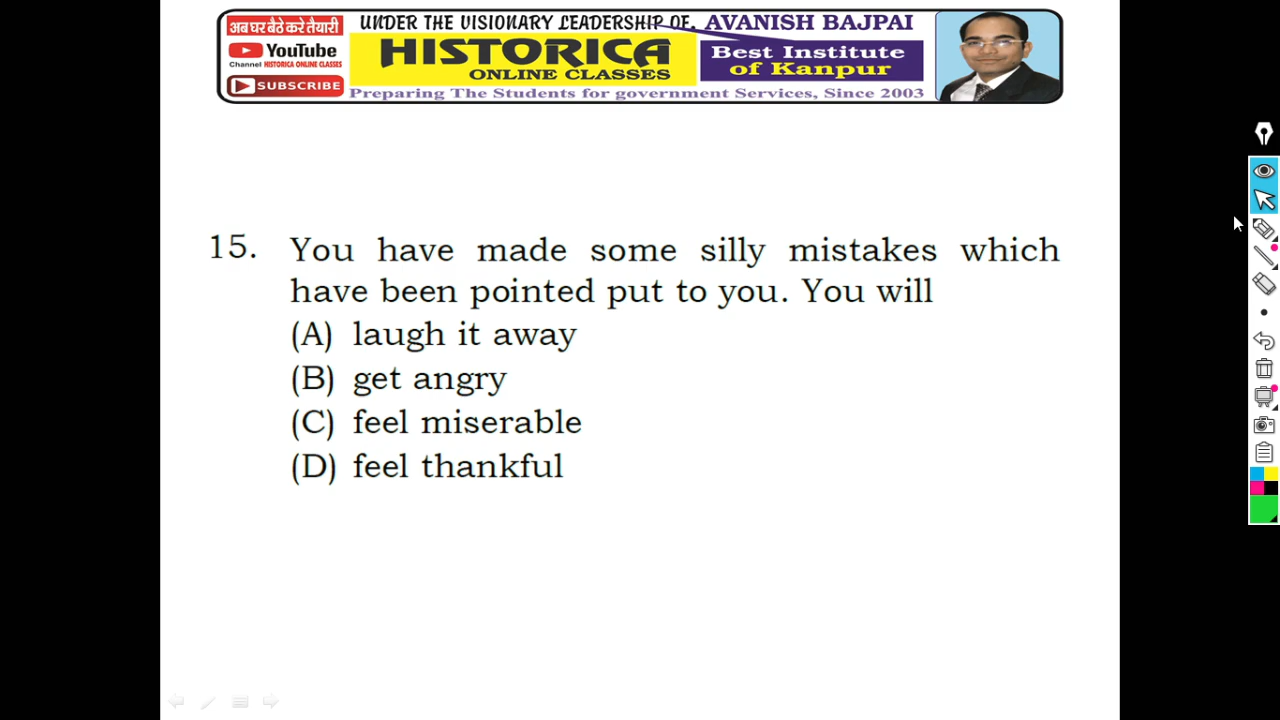 अब घर बैठे करे तैयारी
YouTube
Channel HISTORICA ONLINE CLASSES
SUBSCRIBE
UNDER THE VISIONARY LEADERSHIP OF. AVANISH BAJPAI
HISTORICA
ONLINE CLASSES
Best Institute
of Kanpur
Preparing The Students for government Services, Since 2003
15. You have made some silly mistakes which
have been pointed put to you. You will
(A) laugh it away
(B) get angry
(C) feel miserable
(D) feel thankful